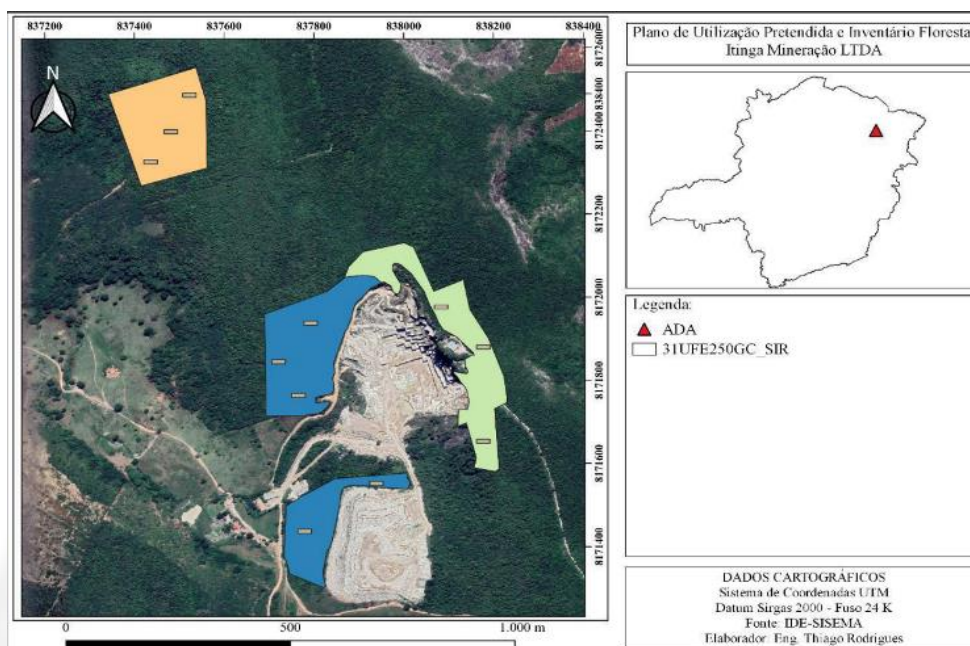 837200 837400 837600 837800 838000 838200 838400
Plano de Utilização Pretendida e Inventário Floresta
Itinga Mineração LTDA
N
8172600
838400
8172400
8172200
8172000
8171800
8171600
8171400
Legenda:
ADA
31UFE250GC_SIR
0 500 1.000 m
DADOS CARTOGRÁFICOS
Sistema de Coordenadas UTM
Datum Sirgas 2000 - Fuso 24 K
Fonte: IDE-SISEMA
Elaborador: Eng. Thiago Rodrigues